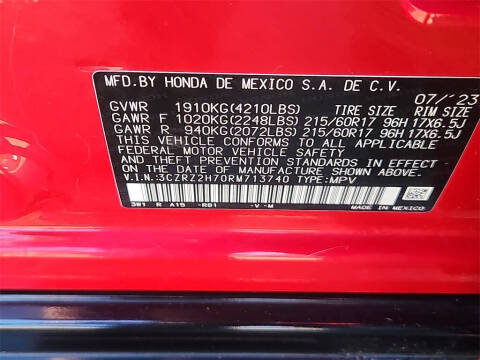 MFD. BY HONDA DE MEXICO S.A. DE C.V.
07/'23
GVWR 1910KG(4210LBS) TIRE SIZE RIM SIZE
GAWR F 1020KG(2248LBS) 215/60R17 96H 17X6.5J
GAWR R 940KG(2072LBS) 215/60R17 96H 17X6.5J
THIS VEHICLE CONFORMS TO ALL APPLICABLE
FEDERAL MOTOR VEHICLE SAFETY
AND THEFT PREVENTION STANDARDS IN EFFECT
ON THE DATE OF MANUFACTURE SHOWN ABOVE.
V.I.N.:3CZRZ2H70RM713740 TYPE:MPV
3W1 R A15 -R01 -V-M
MADE IN MEXICO